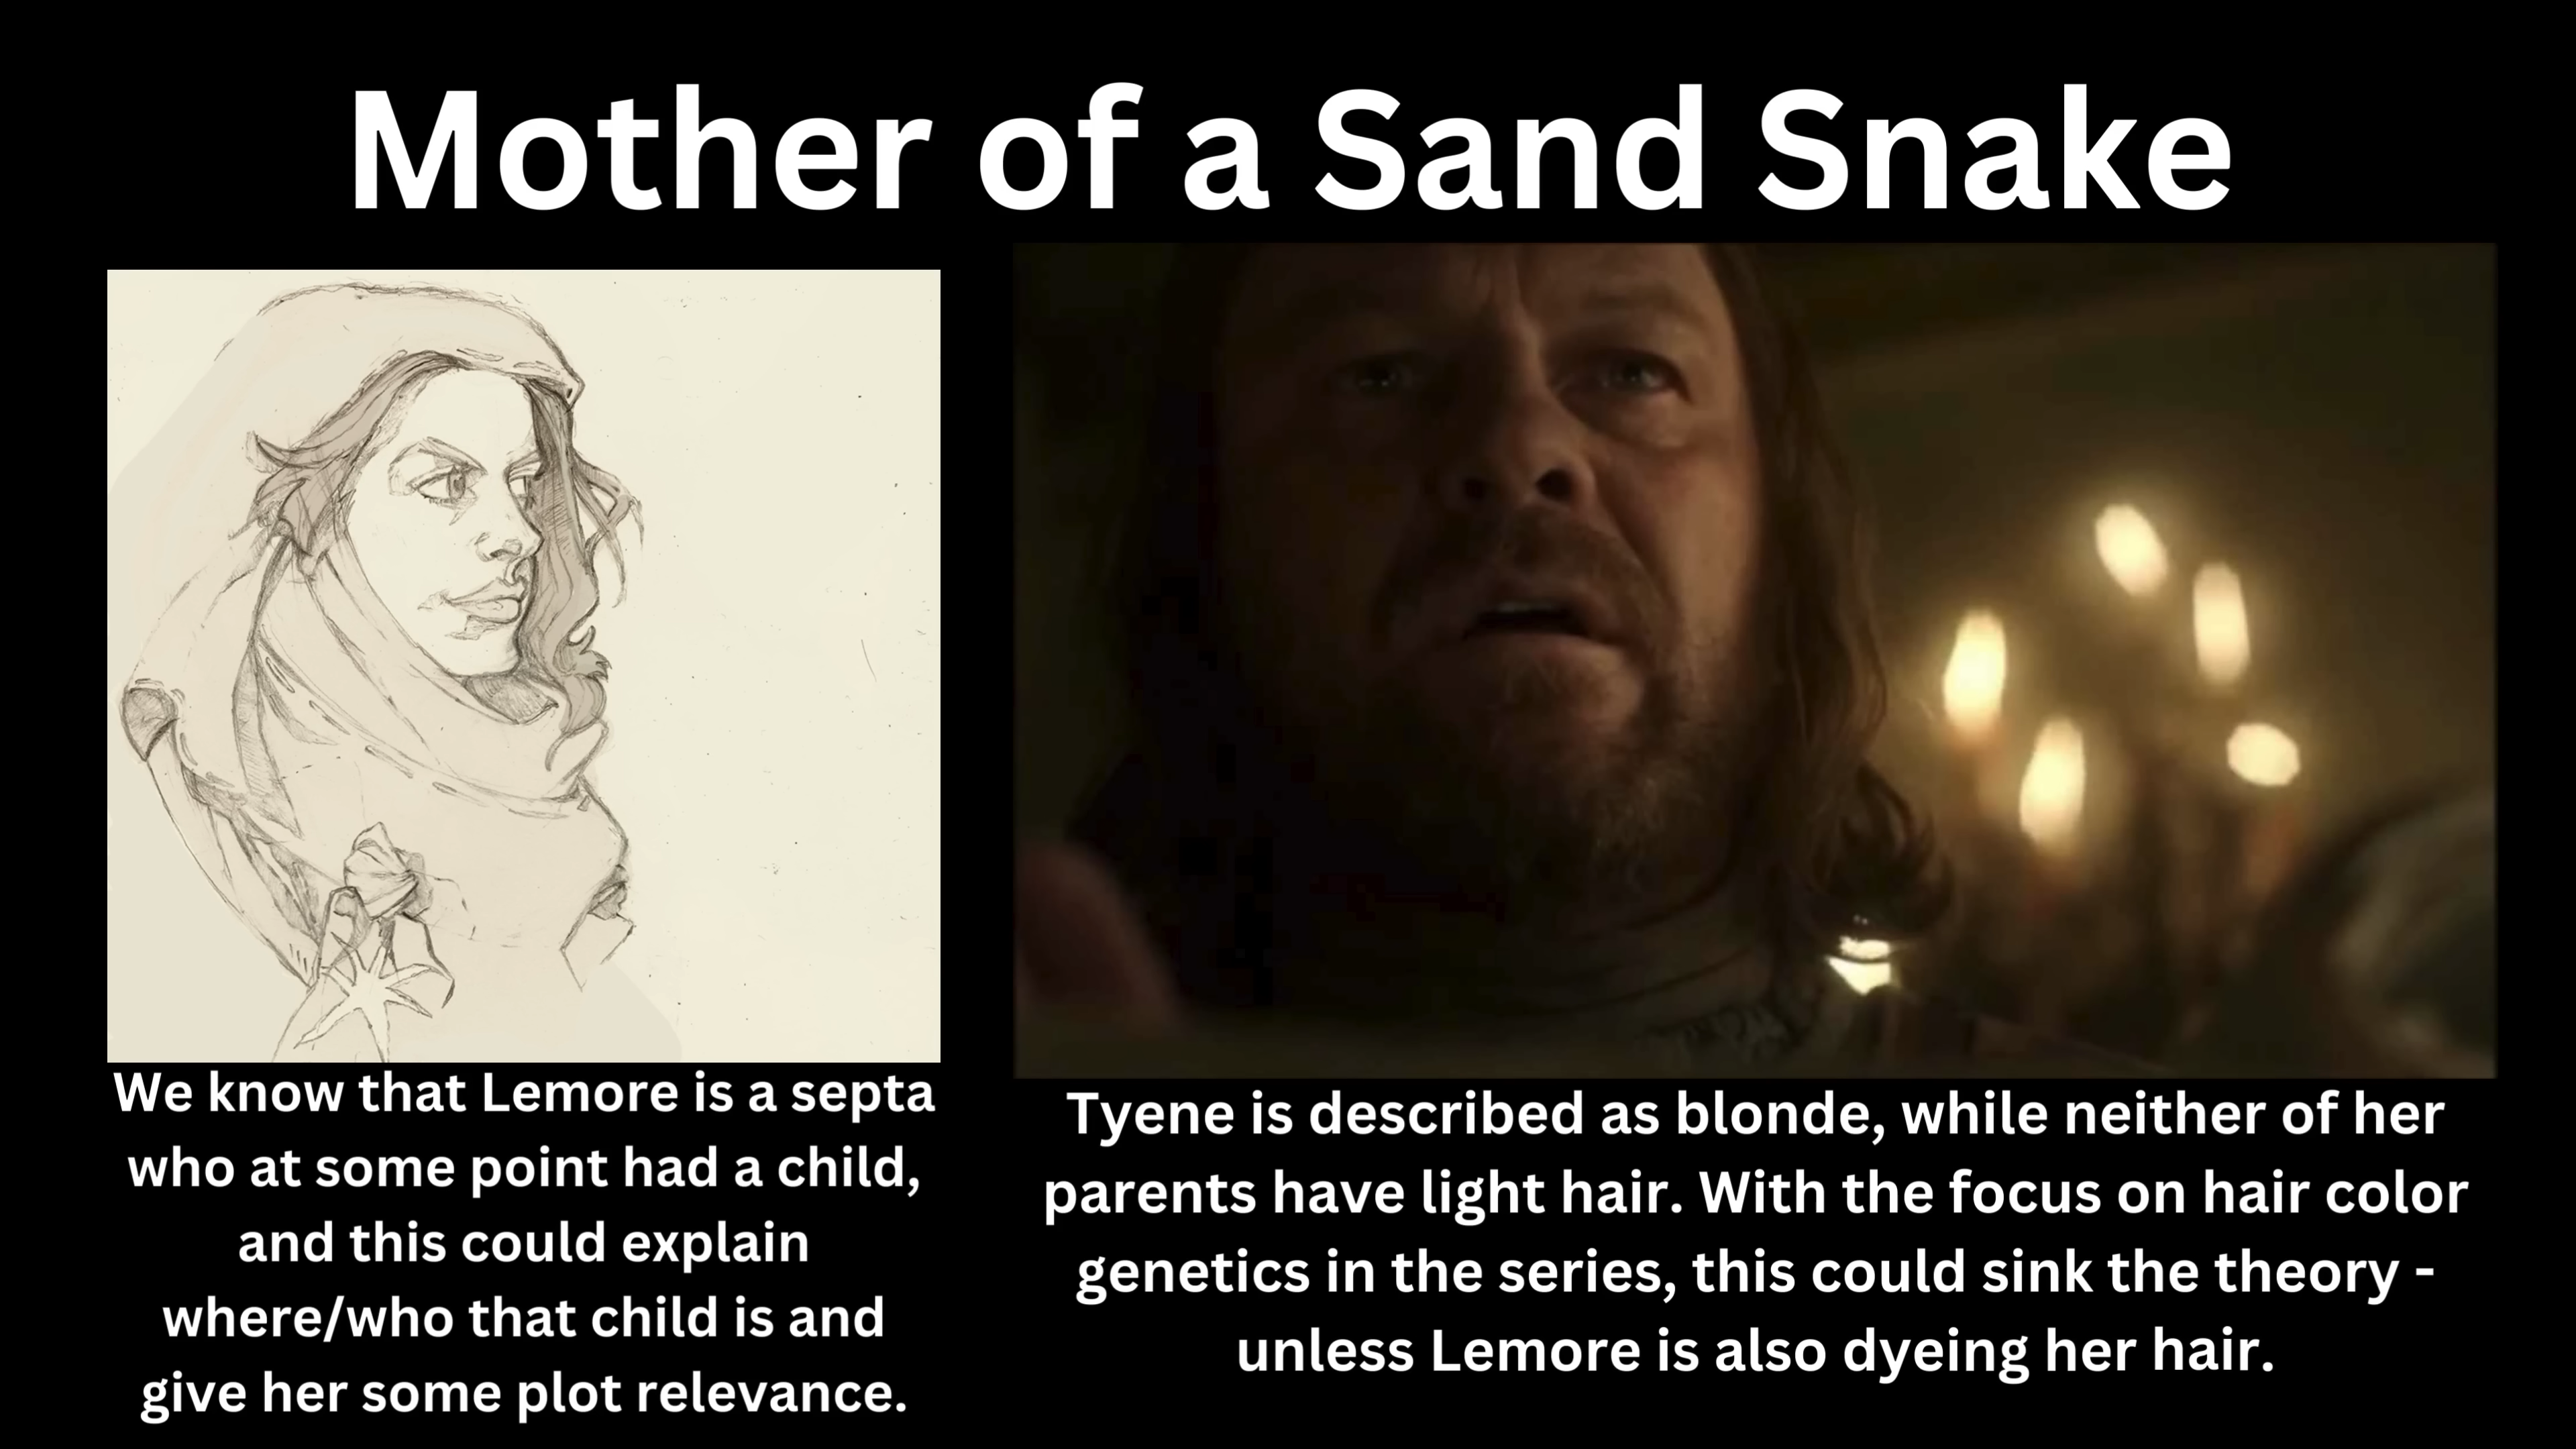 Mother of a Sand Snake
We know that Lemore is a septa
who at some point had a child,
and this could explain
where/who that child is and
give her some plot relevance.
Tyene is described as blonde, while neither of her
parents have light hair. With the focus on hair color
genetics in the series, this could sink the theory -
unless Lemore is also dyeing her hair.